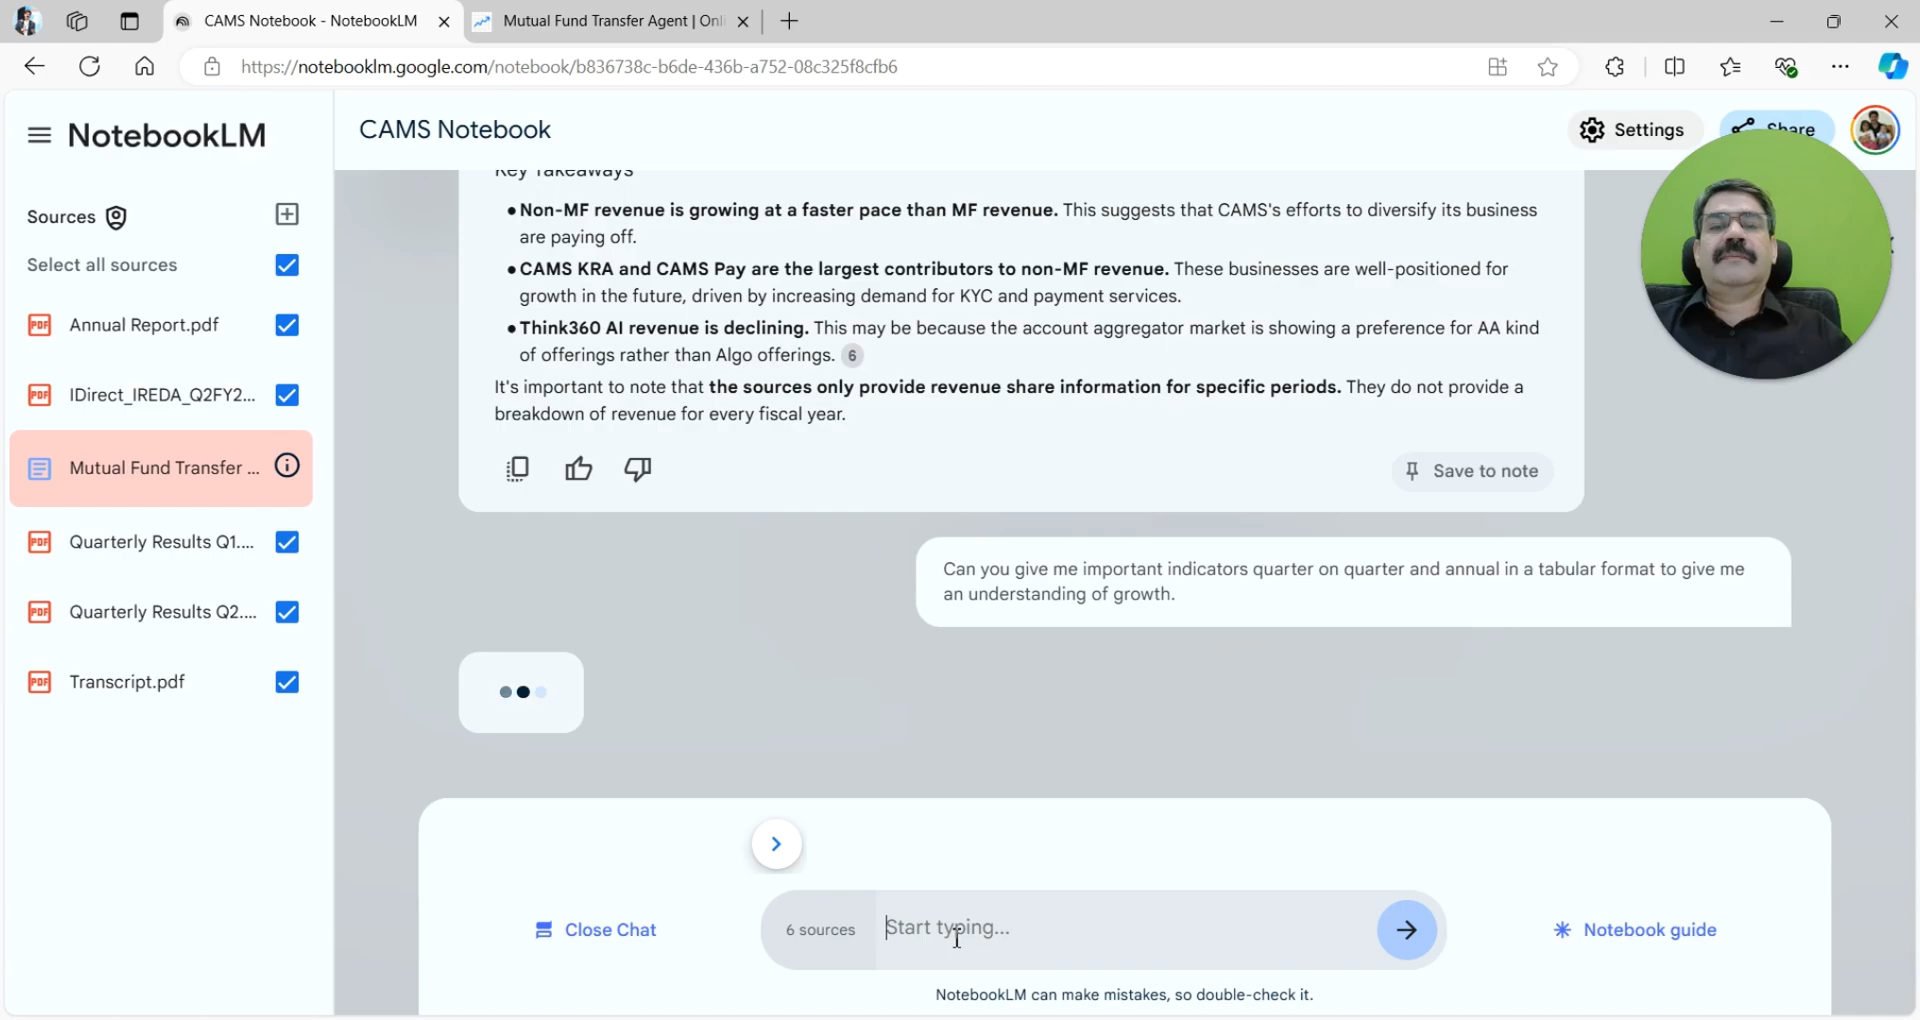 CAMS Notebook - NotebookLM
Mutual Fund Transfer Agent | Onli
https://notebooklm.google.com/notebook/b836738c-b6de-436b-a752-08c325f8cfb6
NotebookLM
CAMS Notebook
Settings
Share
Sources
Select all sources
Annual Report.pdf
IDirect_IREDA_Q2FY2...
Mutual Fund Transfer ...
Quarterly Results Q1....
Quarterly Results Q2....
Transcript.pdf
PDF
PDF
PDF
PDF
PDF
Key Takeaways
• Non-MF revenue is growing at a faster pace than MF revenue. This suggests that CAMS's efforts to diversify its business
are paying off.
• CAMS KRA and CAMS Pay are the largest contributors to non-MF revenue. These businesses are well-positioned for
growth in the future, driven by increasing demand for KYC and payment services.
• Think360 AI revenue is declining. This may be because the account aggregator market is showing a preference for AA kind
of offerings rather than Algo offerings. 6
It's important to note that the sources only provide revenue share information for specific periods. They do not provide a
breakdown of revenue for every fiscal year.
Save to note
Can you give me important indicators quarter on quarter and annual in a tabular format to give me
an understanding of growth.
Close Chat
6 sources
Start typing...
Notebook guide
NotebookLM can make mistakes, so double-check it.